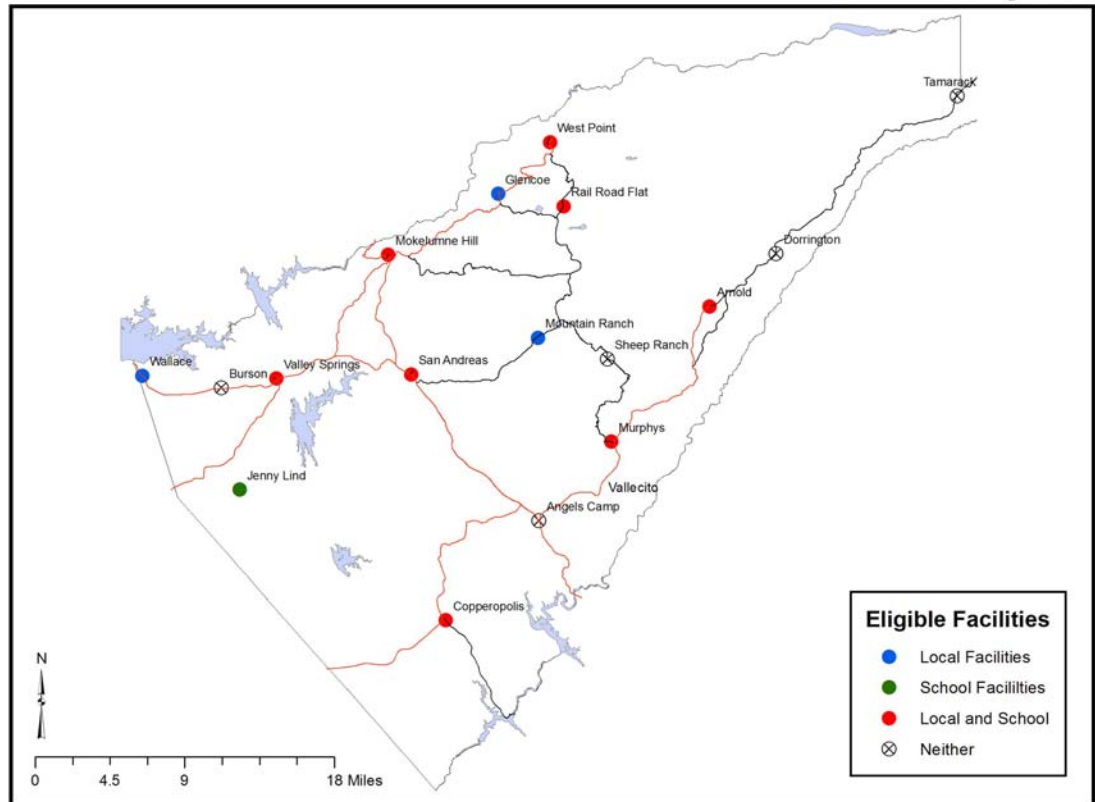 Tamarack
West Point
Glencoe
Rail Road Flat
Mokelumne Hill
Dorrington
Arnold
Mountain Ranch
Sheep Ranch
Wallace
Burson
Valley Springs
San Andreas
Murphys
Jenny Lind
Vallecito
Angels Camp
Copperopolis
Eligible Facilities
Local Facilities
School Facililties
Local and School
Neither
N
0 4.5 9 18 Miles